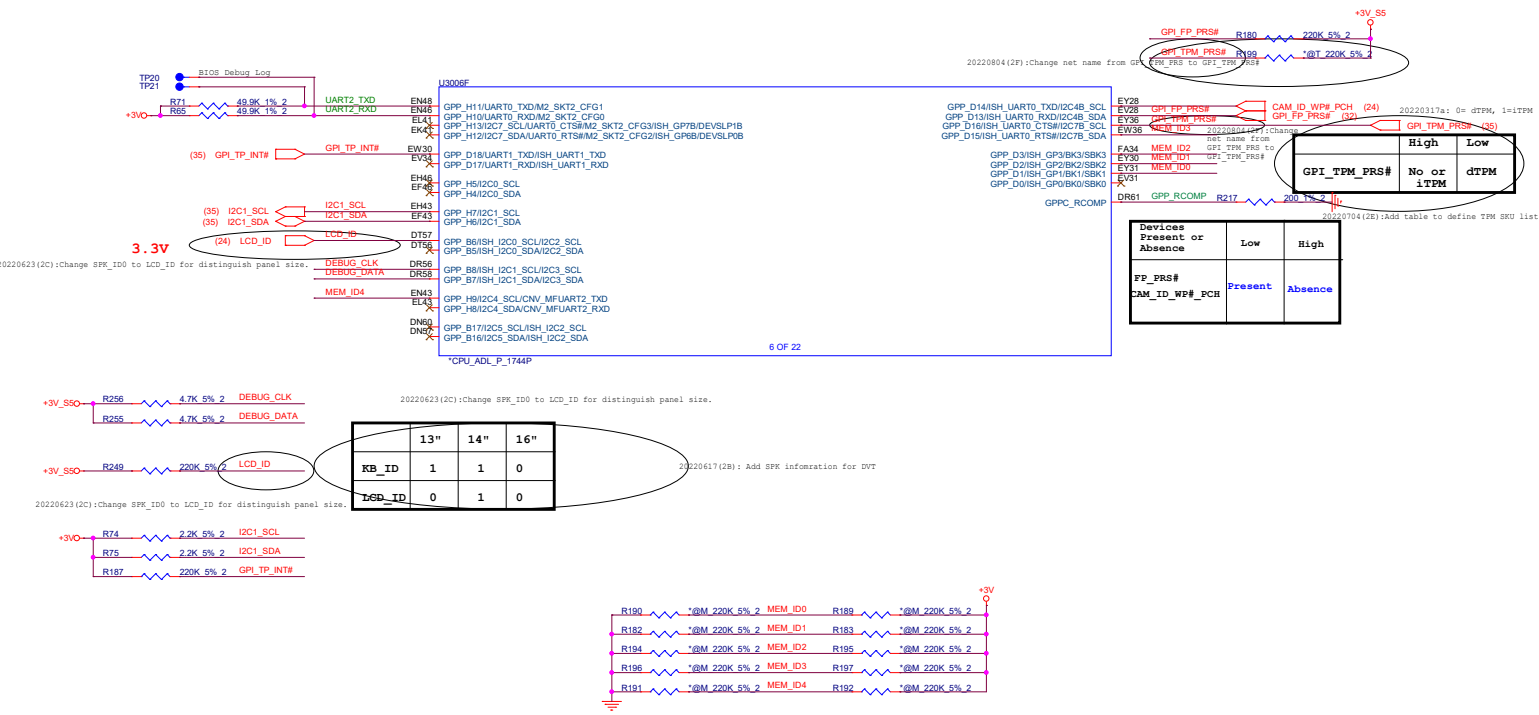 +3V_S5
GPI_FP_PRS# R180 220K_5%_2
GPI_TPM_PRS# R199 *@T_220K_5%_2
20220804(2F):Change net name from GPI_TPM_PRS to GPI_TPM_PRS#
TP20 BIOS Debug Log
TP21
U3006F
R71 49.9K_1%_2 UART2_TXD EN48 GPP_H11/UART0_TXD/M2_SKT2_CFG1
+3V R65 49.9K_1%_2 UART2_RXD EN46 GPP_H10/UART0_RXD/M2_SKT2_CFG0
EL41 GPP_H13/I2C7_SCL/UART0_CTS#/M2_SKT2_CFG3/ISH_GP7B/DEVSLP1B
GPP_H12/I2C7_SDA/UART0_RTS#/M2_SKT2_CFG2/ISH_GP6B/DEVSLP0B
(35) GPI_TP_INT# GPI_TP_INT# EW30 GPP_D18/UART1_TXD/ISH_UART1_TXD
EV34 GPP_D17/UART1_RXD/ISH_UART1_RXD
EH46 GPP_H5/I2C0_SCL
EF46 GPP_H4/I2C0_SDA
(35) I2C1_SCL I2C1_SCL EH43 GPP_H7/I2C1_SCL
(35) I2C1_SDA I2C1_SDA EF43 GPP_H6/I2C1_SDA
3.3V
(24) LCD_ID LCD_ID DT57 GPP_B6/ISH_I2C0_SCL/I2C2_SCL
DT56 GPP_B5/ISH_I2C0_SDA/I2C2_SDA
20220623(2C):Change SPK_ID0 to LCD_ID for distinguish panel size.
DEBUG_CLK DR56 GPP_B8/ISH_I2C1_SCL/I2C3_SCL
DEBUG_DATA DR58 GPP_B7/ISH_I2C1_SDA/I2C3_SDA
MEM_ID4 EN43 GPP_H9/I2C4_SCL/CNV_MFUART2_TXD
EL43 GPP_H8/I2C4_SDA/CNV_MFUART2_RXD
DN60 GPP_B17/I2C5_SCL/ISH_I2C2_SCL
DN57 GPP_B16/I2C5_SDA/ISH_I2C2_SDA
6 OF 22
*CPU_ADL_P_1744P
GPP_D14/ISH_UART0_TXD/I2C4B_SCL EY28 CAM_ID_WP#_PCH (24)
GPP_D13/ISH_UART0_RXD/I2C4B_SDA EV28 GPI_FP_PRS# GPI_FP_PRS# (32)
GPP_D16/ISH_UART0_CTS#/I2C7B_SCL EY36 GPI_TPM_PRS# GPI_TPM_PRS# (35)
GPP_D15/ISH_UART0_RTS#/I2C7B_SDA EW36 MEM_ID3
20220804(2F):Change
net name from
GPI_TPM_PRS to
GPI_TPM_PRS#
GPP_D3/ISH_GP3/BK3/SBK3 FA34 MEM_ID2
GPP_D2/ISH_GP2/BK2/SBK2 EY30 MEM_ID1
GPP_D1/ISH_GP1/BK1/SBK1 EY31 MEM_ID0
GPP_D0/ISH_GP0/BK0/SBK0 EV31
GPPC_RCOMP DR61 GPP_RCOMP R217 200_1%_2
20220317a: 0= dTPM, 1=iTPM
High Low
GPI_TPM_PRS# No or iTPM dTPM
20220704(2E):Add table to define TPM SKU list
Devices Present or Absence Low High
FP_PRS#
CAM_ID_WP#_PCH Present Absence
+3V_S5 R256 4.7K_5%_2 DEBUG_CLK
R255 4.7K_5%_2 DEBUG_DATA
20220623(2C):Change SPK_ID0 to LCD_ID for distinguish panel size.
13" 14" 16"
KB_ID 1 1 0
LCD_ID 0 1 0
20220617(2B): Add SPK infomration for DVT
+3V_S5 R249 220K_5%_2 LCD_ID
20220623(2C):Change SPK_ID0 to LCD_ID for distinguish panel size.
+3V R74 2.2K_5%_2 I2C1_SCL
R75 2.2K_5%_2 I2C1_SDA
R187 220K_5%_2 GPI_TP_INT#
+3V
R190 *@M_220K_5%_2 MEM_ID0 R189 *@M_220K_5%_2
R182 *@M_220K_5%_2 MEM_ID1 R183 *@M_220K_5%_2
R194 *@M_220K_5%_2 MEM_ID2 R195 *@M_220K_5%_2
R196 *@M_220K_5%_2 MEM_ID3 R197 *@M_220K_5%_2
R191 *@M_220K_5%_2 MEM_ID4 R192 *@M_220K_5%_2